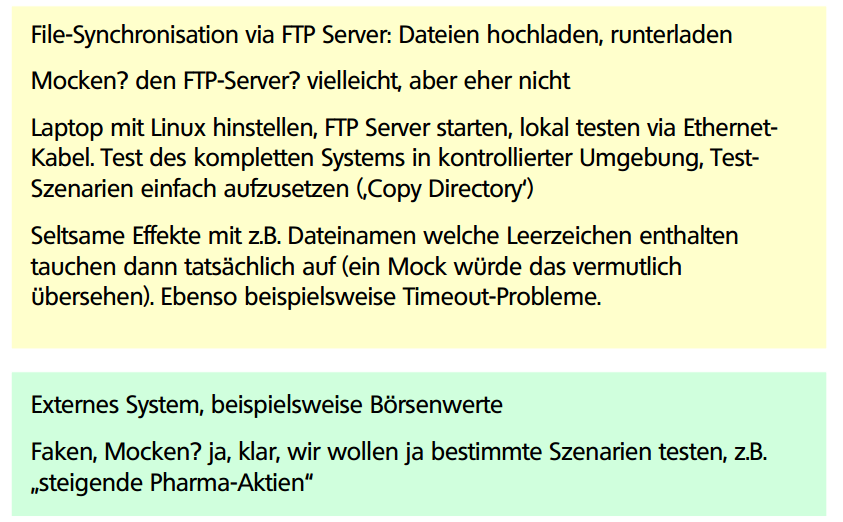 File-Synchronisation via FTP Server: Dateien hochladen, runterladen
Mocken? den FTP-Server? vielleicht, aber eher nicht
Laptop mit Linux hinstellen, FTP Server starten, lokal testen via Ethernet-
Kabel. Test des kompletten Systems in kontrollierter Umgebung, Test-
Szenarien einfach aufzusetzen (‚Copy Directory‘)
Seltsame Effekte mit z.B. Dateinamen welche Leerzeichen enthalten
tauchen dann tatsächlich auf (ein Mock würde das vermutlich
übersehen). Ebenso beispielsweise Timeout-Probleme.
Externes System, beispielsweise Börsenwerte
Faken, Mocken? ja, klar, wir wollen ja bestimmte Szenarien testen, z.B.
„steigende Pharma-Aktien“